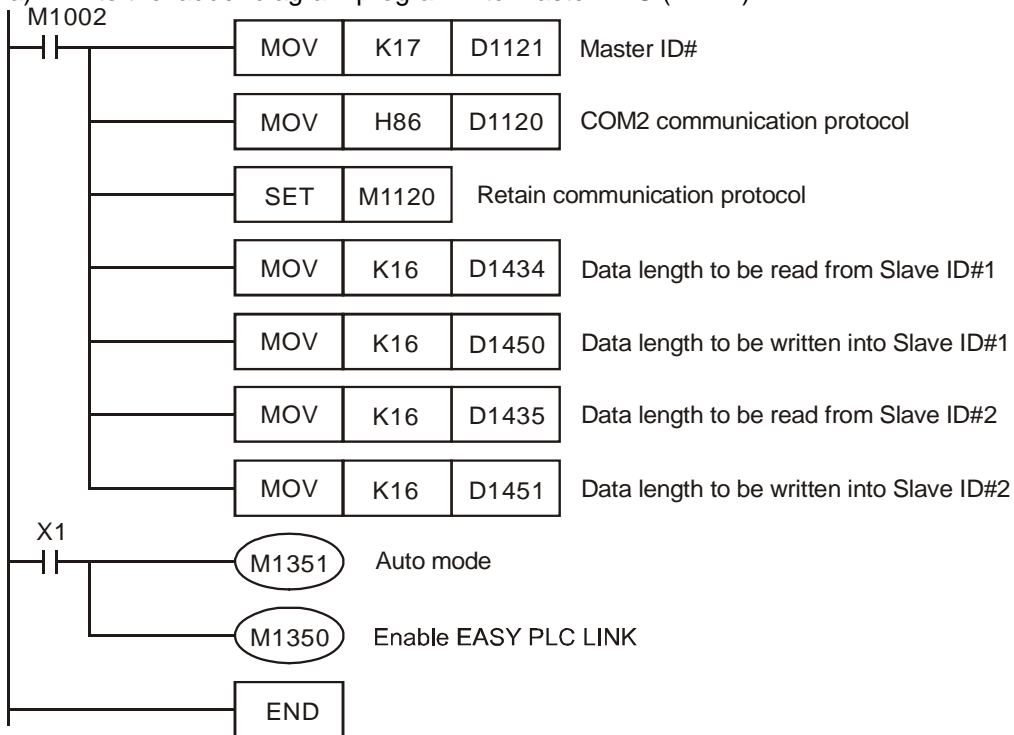 M1002
MOV K17 D1121 Master ID#
MOV H86 D1120 COM2 communication protocol
SET M1120 Retain communication protocol
MOV K16 D1434 Data length to be read from Slave ID#1
MOV K16 D1450 Data length to be written into Slave ID#1
MOV K16 D1435 Data length to be read from Slave ID#2
MOV K16 D1451 Data length to be written into Slave ID#2
X1
M1351 Auto mode
M1350 Enable EASY PLC LINK
END